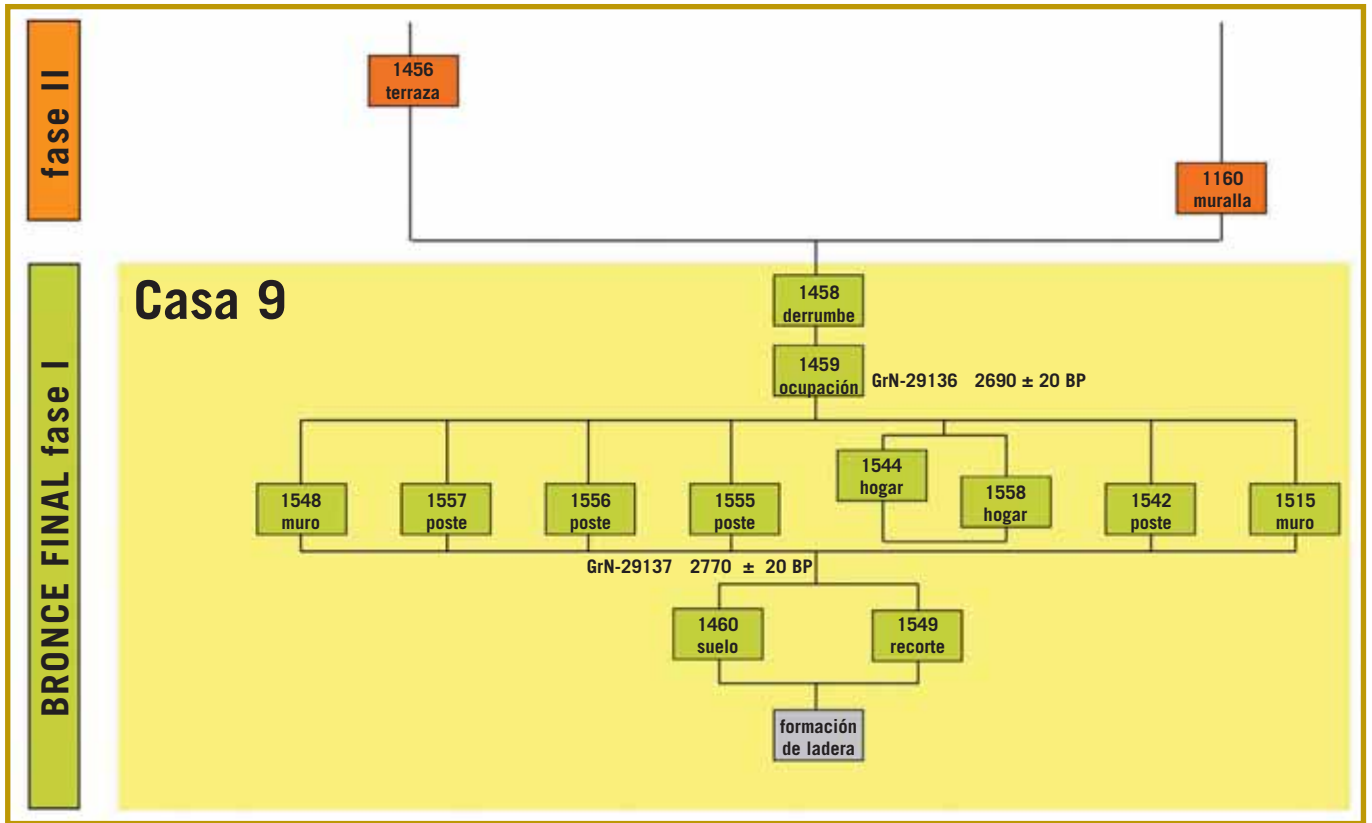 fase II
1456
terraza
1160
muralla
BRONCE FINAL fase I
Casa 9
1458
derrumbe
1459
ocupación
GrN-29136 2690 ± 20 BP
1548
muro
1557
poste
1556
poste
1555
poste
1544
hogar
1558
hogar
1542
poste
1515
muro
GrN-29137 2770 ± 20 BP
1460
suelo
1549
recorte
formación
de ladera